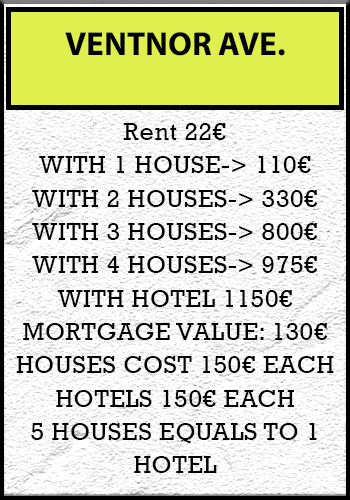 VENTNOR AVE.
Rent 22€
WITH 1 HOUSE-> 110€
WITH 2 HOUSES-> 330€
WITH 3 HOUSES-> 800€
WITH 4 HOUSES-> 975€
WITH HOTEL 1150€
MORTGAGE VALUE: 130€
HOUSES COST 150€ EACH
HOTELS 150€ EACH
5 HOUSES EQUALS TO 1
HOTEL